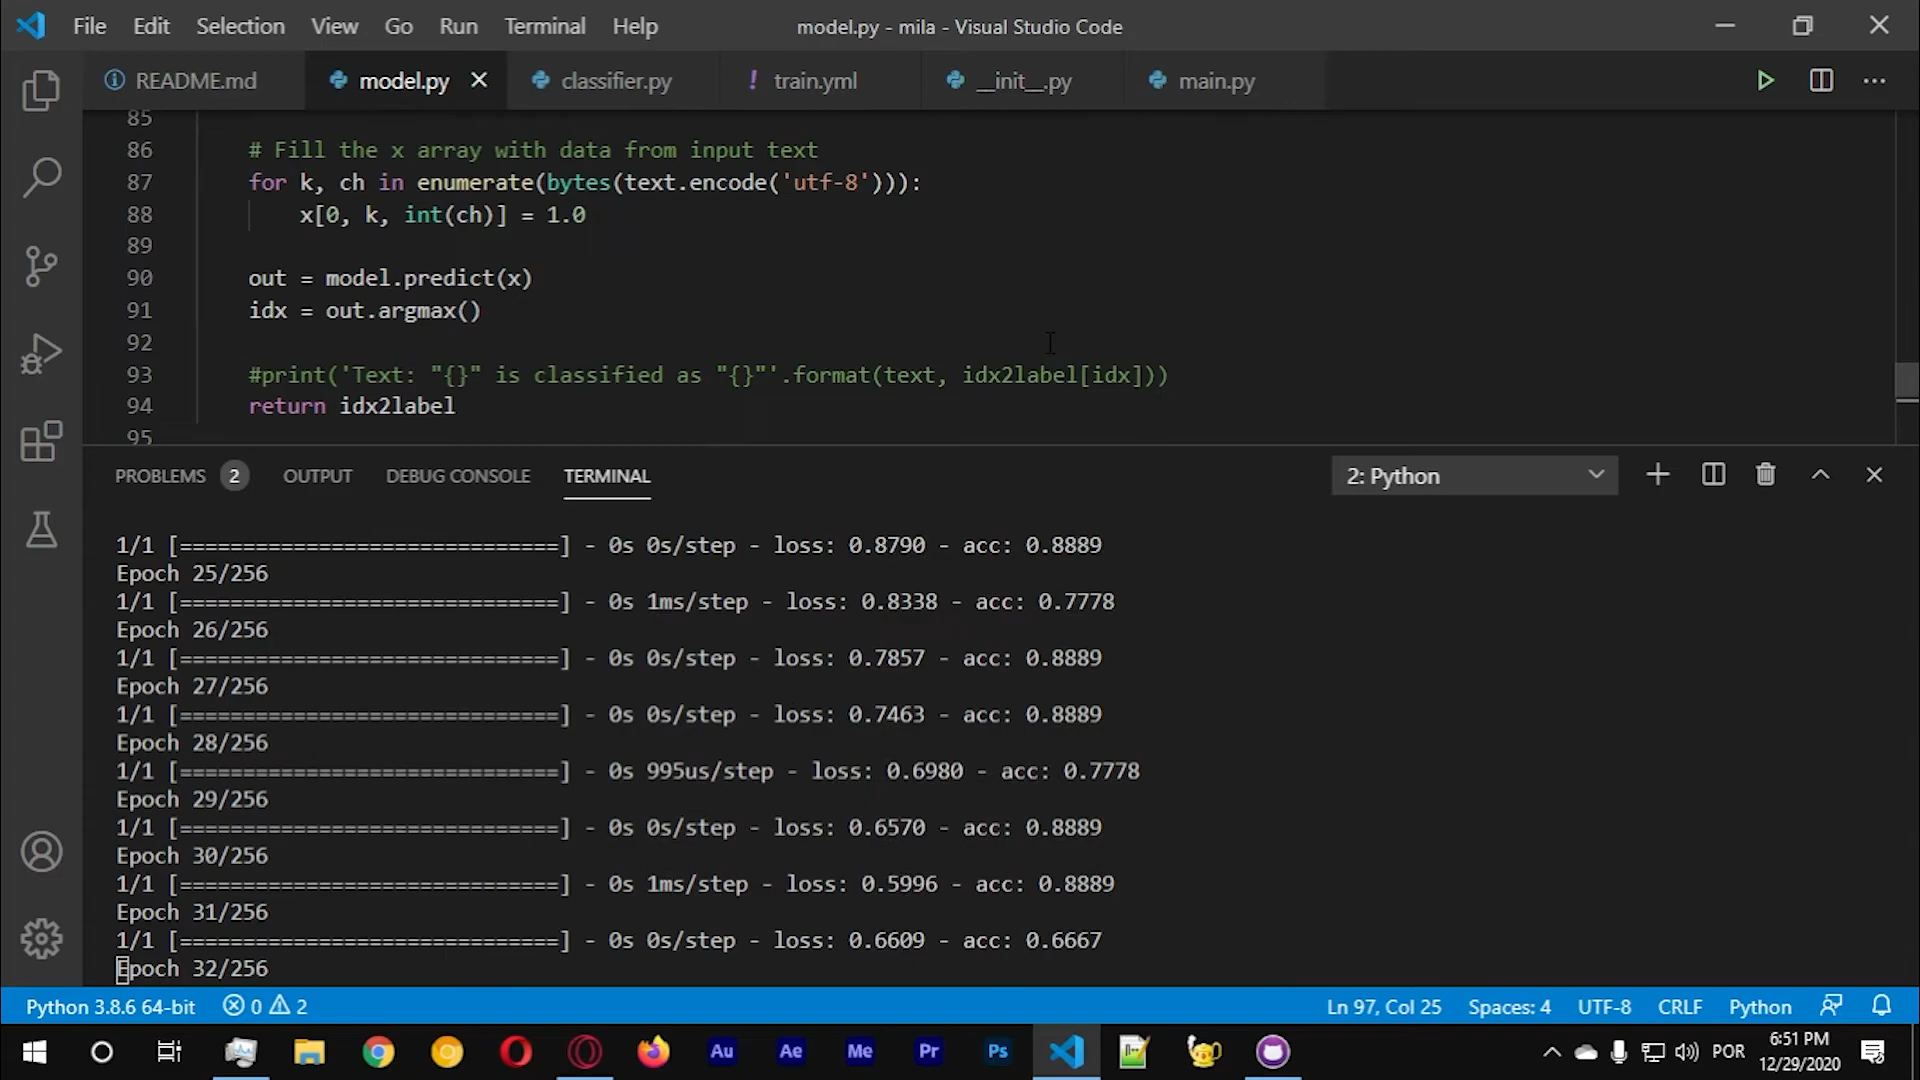 File Edit Selection View Go Run Terminal Help model.py - mila - Visual Studio Code
README.md model.py classifier.py ! train.yml __init__.py main.py
85
86 # Fill the x array with data from input text
87 for k, ch in enumerate(bytes(text.encode('utf-8'))):
88 x[0, k, int(ch)] = 1.0
89
90 out = model.predict(x)
91 idx = out.argmax()
92
93 #print('Text: "{}" is classified as "{}"'.format(text, idx2label[idx]))
94 return idx2label
95
PROBLEMS 2 OUTPUT DEBUG CONSOLE TERMINAL 2: Python
1/1 [==============================] - 0s 0s/step - loss: 0.8790 - acc: 0.8889
Epoch 25/256
1/1 [==============================] - 0s 1ms/step - loss: 0.8338 - acc: 0.7778
Epoch 26/256
1/1 [==============================] - 0s 0s/step - loss: 0.7857 - acc: 0.8889
Epoch 27/256
1/1 [==============================] - 0s 0s/step - loss: 0.7463 - acc: 0.8889
Epoch 28/256
1/1 [==============================] - 0s 995us/step - loss: 0.6980 - acc: 0.7778
Epoch 29/256
1/1 [==============================] - 0s 0s/step - loss: 0.6570 - acc: 0.8889
Epoch 30/256
1/1 [==============================] - 0s 1ms/step - loss: 0.5996 - acc: 0.8889
Epoch 31/256
1/1 [==============================] - 0s 0s/step - loss: 0.6609 - acc: 0.6667
Epoch 32/256
Python 3.8.6 64-bit 0 2 Ln 97, Col 25 Spaces: 4 UTF-8 CRLF Python
Au Ae Me Pr Ps POR 6:51 PM
12/29/2020